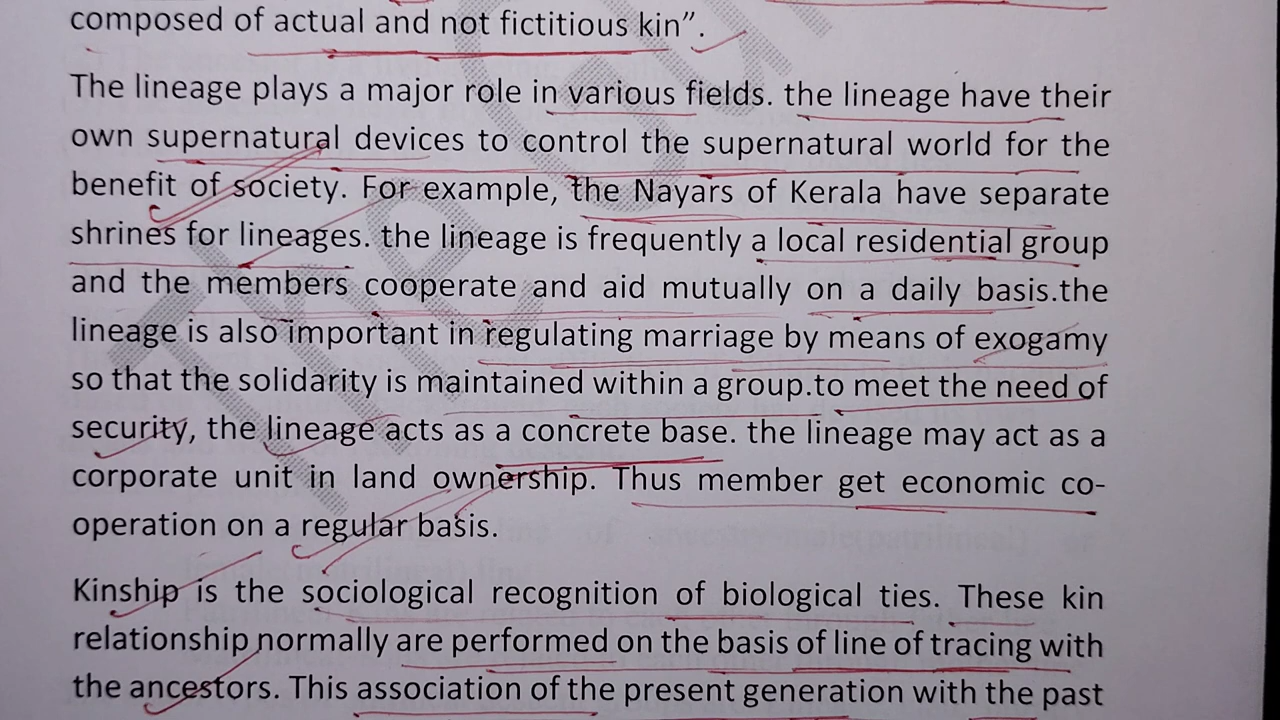 composed of actual and not fictitious kin”.
The lineage plays a major role in various fields. the lineage have their
own supernatural devices to control the supernatural world for the
benefit of society. For example, the Nayars of Kerala have separate
shrines for lineages. the lineage is frequently a local residential group
and the members cooperate and aid mutually on a daily basis.the
lineage is also important in regulating marriage by means of exogamy
so that the solidarity is maintained within a group.to meet the need of
security, the lineage acts as a concrete base. the lineage may act as a
corporate unit in land ownership. Thus member get economic co-
operation on a regular basis.
Kinship is the sociological recognition of biological ties. These kin
relationship normally are performed on the basis of line of tracing with
the ancestors. This association of the present generation with the past